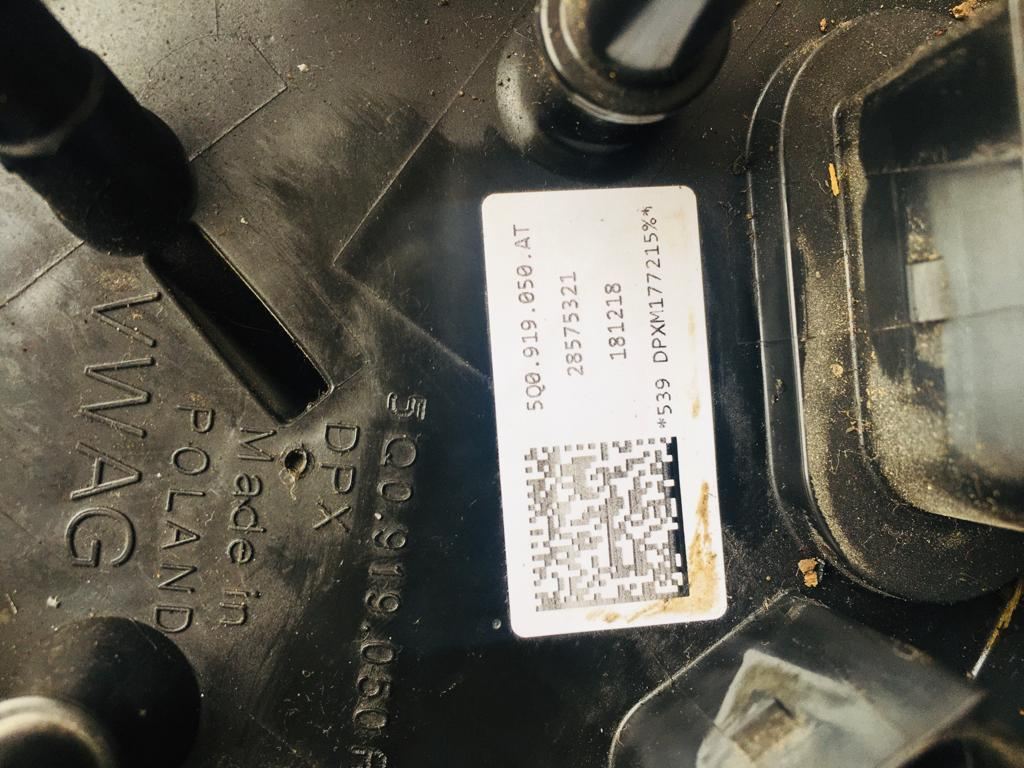 5Q0.919.050.AT
28575321
181218
*539 DPXM177215%*
5Q0.919.050
DPX
Made in
POLAND
VWAG